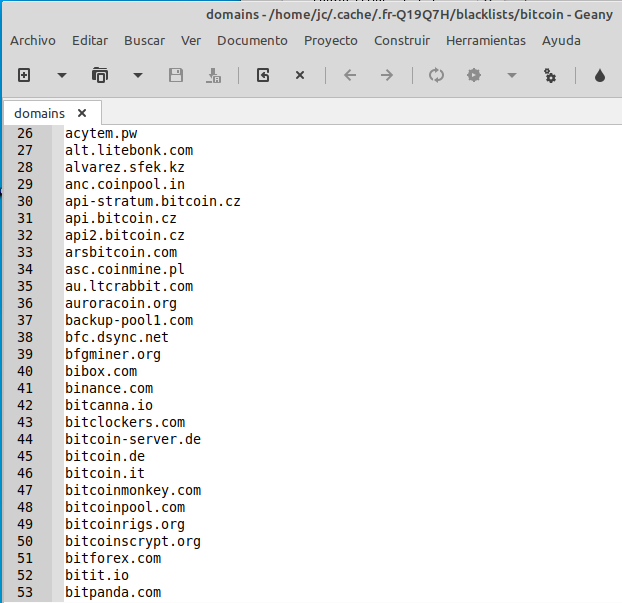 domains - /home/jc/.cache/.fr-Q19Q7H/blacklists/bitcoin - Geany
Archivo Editar Buscar Ver Documento Proyecto Construir Herramientas Ayuda
domains
26 acytem.pw
27 alt.litebonk.com
28 alvarez.sfek.kz
29 anc.coinpool.in
30 api-stratum.bitcoin.cz
31 api.bitcoin.cz
32 api2.bitcoin.cz
33 arsbitcoin.com
34 asc.coinmine.pl
35 au.ltcrabbit.com
36 auroracoin.org
37 backup-pool1.com
38 bfc.dsync.net
39 bfgminer.org
40 bibox.com
41 binance.com
42 bitcanna.io
43 bitclockers.com
44 bitcoin-server.de
45 bitcoin.de
46 bitcoin.it
47 bitcoinmonkey.com
48 bitcoinpool.com
49 bitcoinrigs.org
50 bitcoinscrypt.org
51 bitforex.com
52 bitit.io
53 bitpanda.com